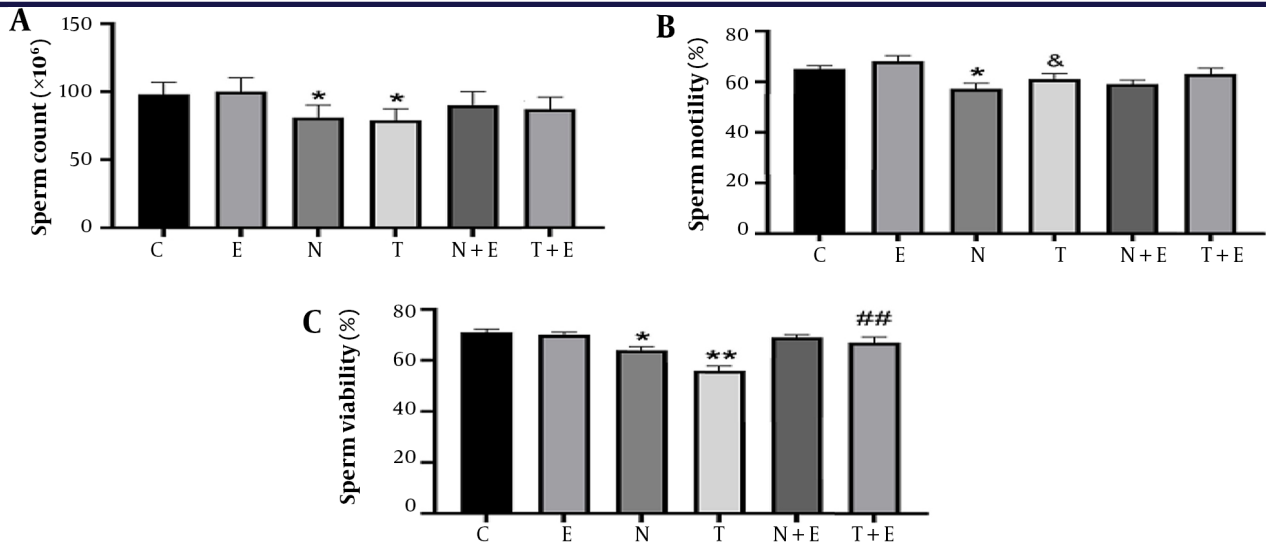 A
Sperm count (×10⁶)
150
100
50
0
* *
C E N T N + E T + E
B
Sperm motility (%)
80
60
40
20
0
* &
C E N T N + E T + E
C
Sperm viability (%)
80
60
40
20
0
* ** ##
C E N T N + E T + E